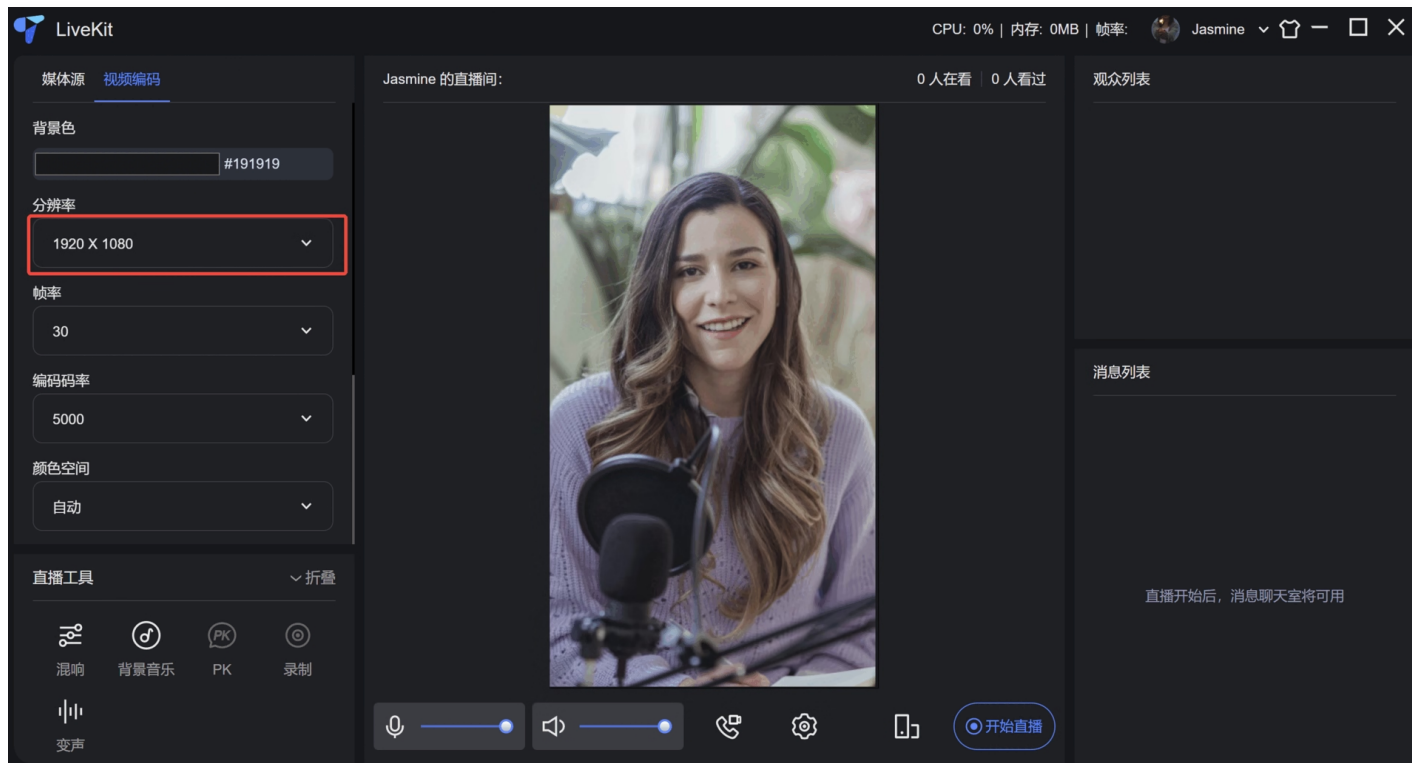 LiveKit
CPU: 0% | 内存: 0MB | 帧率:
Jasmine
媒体源
视频编码
背景色
#191919
分辨率
1920 X 1080
帧率
30
编码码率
5000
颜色空间
自动
直播工具
折叠
混响
背景音乐
PK
PK
录制
变声
Jasmine 的直播间:
0 人在看
0 人看过
开始直播
观众列表
消息列表
直播开始后，消息聊天室将可用